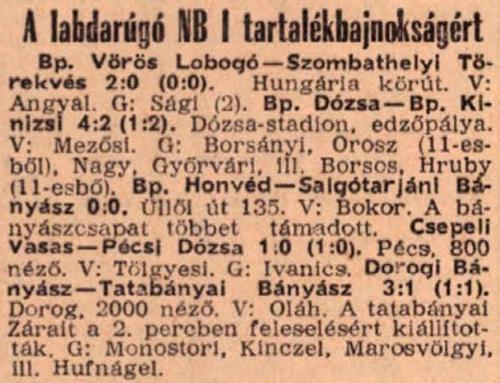 A labdarúgó NB I tartalékbajnokságért
Bp. Vörös Lobogó—Szombathelyi Tö-
rekvés 2:0 (0:0). Hungária körút. V:
Angyal. G: Sági (2). Bp. Dózsa—Bp. Ki-
nizsi 4:2 (1:2). Dózsa-stadion, edzőpálya.
V: Mezősi. G: Borsányi, Orosz (11-es-
ből), Nagy, Győrvári, ill. Borsos, Hruby
(11-esből). Bp. Honvéd—Salgótarjáni Bá-
nyász 0:0. Üllői út 135. V: Bokor. A bá-
nyászcsapat többet támadott. Csepeli
Vasas—Pécsi Dózsa 1:0 (1:0). Pécs, 800
néző. V: Tölgyesi. G: Ivanics. Dorogi Bá-
nyász—Tatabányai Bányász 3:1 (1:1).
Dorog, 2000 néző. V: Oláh. A tatabányai
Zárait a 2. percben feleselésért kiállítot-
ták. G: Monostori, Kinczel, Marosvölgyi,
ill. Hufnágel.